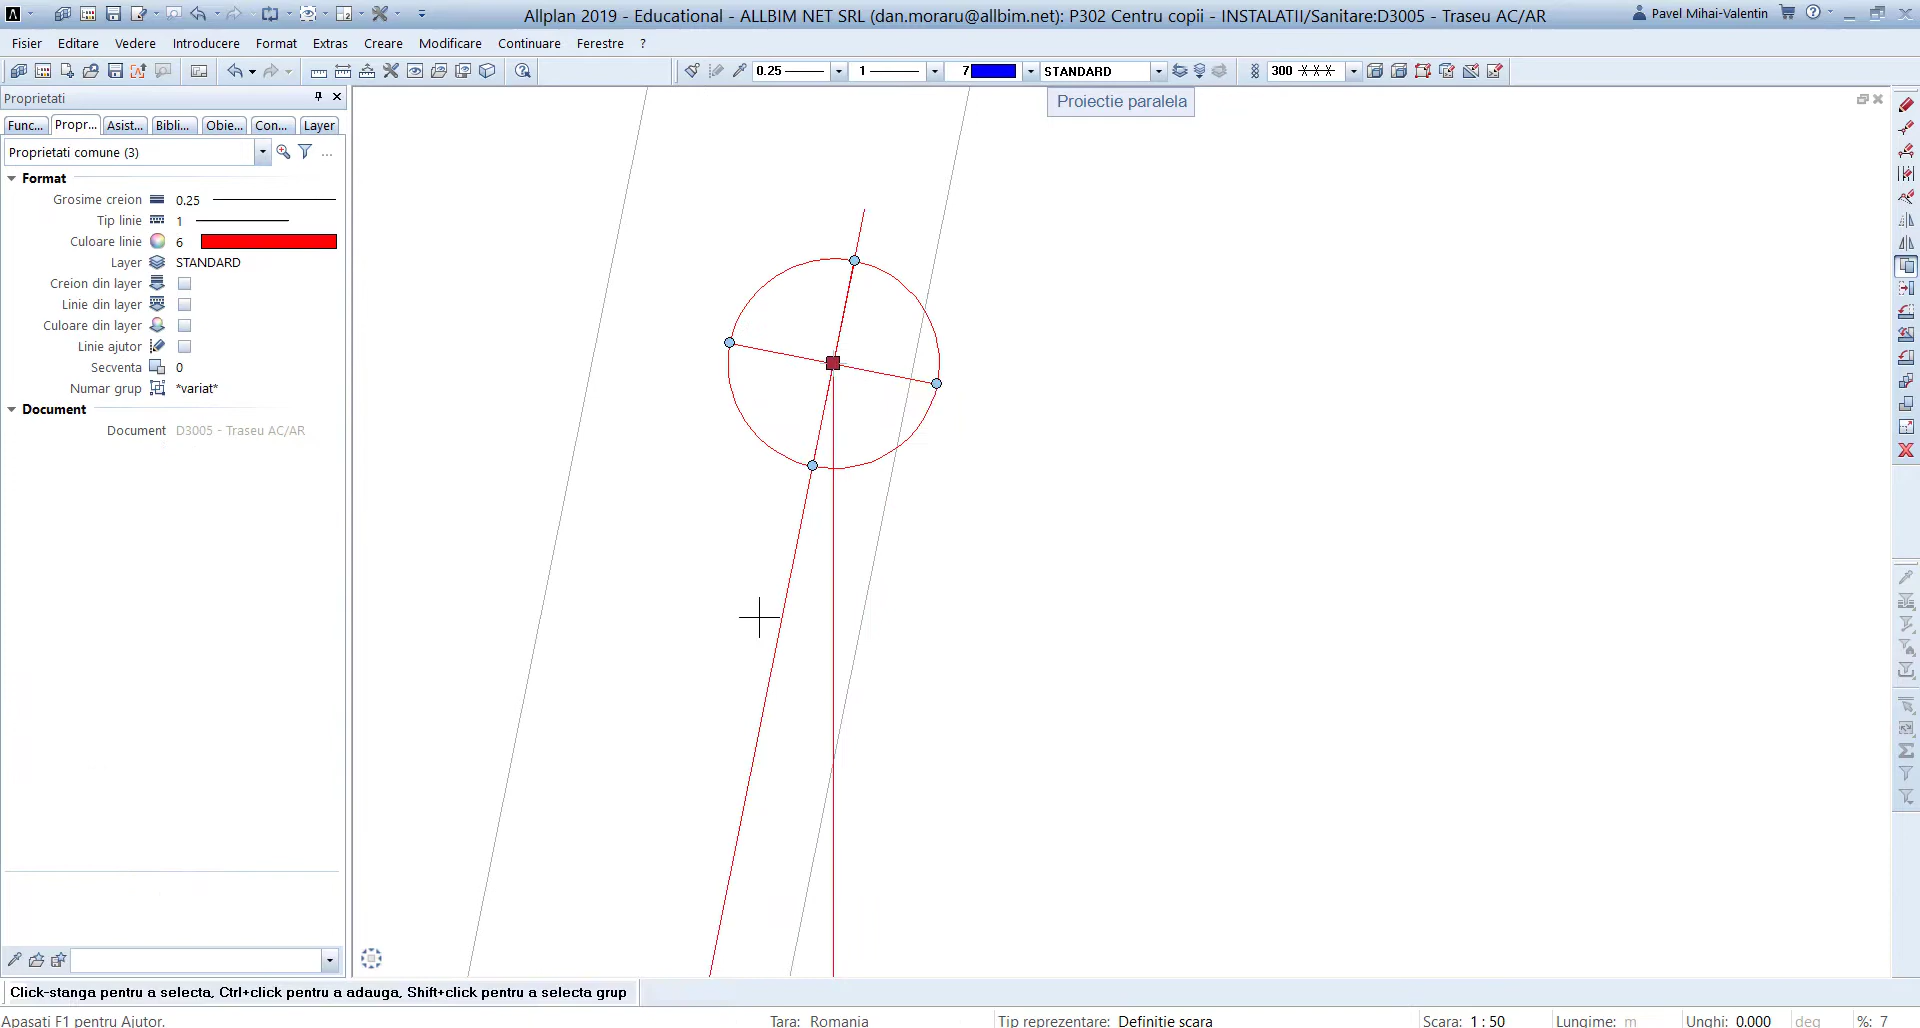 Allplan 2019 - Educational - ALLBIM NET SRL (dan.moraru@allbim.net): P302 Centru copii - INSTALATII/Sanitare:D3005 - Traseu AC/AR
Pavel Mihai-Valentin
Fisier Editare Vedere Introducere Format Extras Creare Modificare Continuare Ferestre ?
0.25 1 7 STANDARD 300
Proprietati
Proiectie paralela
Func... Propr... Asist... Bibli... Obie... Con... Layer
Proprietati comune (3)
Format
Grosime creion 0.25
Tip linie 1
Culoare linie 6
Layer STANDARD
Creion din layer
Linie din layer
Culoare din layer
Linie ajutor
Secventa 0
Numar grup *variat*
Document
Document D3005 - Traseu AC/AR
Click-stanga pentru a selecta, Ctrl+click pentru a adauga, Shift+click pentru a selecta grup
Apasati F1 pentru Ajutor. Tara: Romania Tip reprezentare: Definitie scara Scara: 1 : 50 Lungime: m Unghi: 0.000 deg %: 7